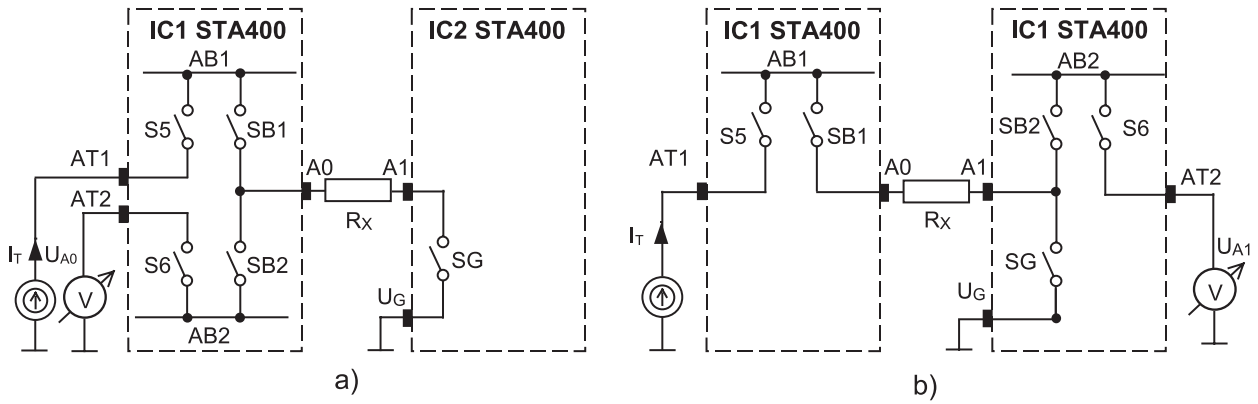 IC1 STA400
IC2 STA400
AB1
S5
SB1
AT1
AT2
A0
A1
RX
IT
UA0
V
S6
SB2
SG
UG
AB2
a)
IC1 STA400
IC1 STA400
AB1
AB2
S5
SB1
SB2
S6
AT1
A0
A1
AT2
RX
IT
SG
UG
UA1
V
b)